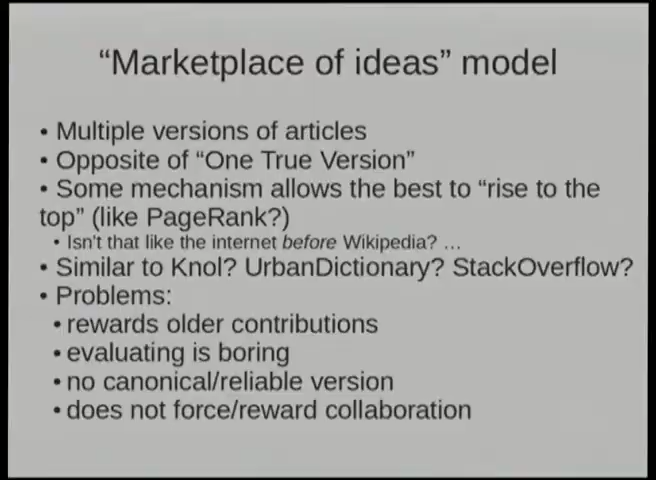 “Marketplace of ideas” model
• Multiple versions of articles
• Opposite of “One True Version”
• Some mechanism allows the best to “rise to the
top” (like PageRank?)
• Isn't that like the internet before Wikipedia? …
• Similar to Knol? UrbanDictionary? StackOverflow?
• Problems:
• rewards older contributions
• evaluating is boring
• no canonical/reliable version
• does not force/reward collaboration